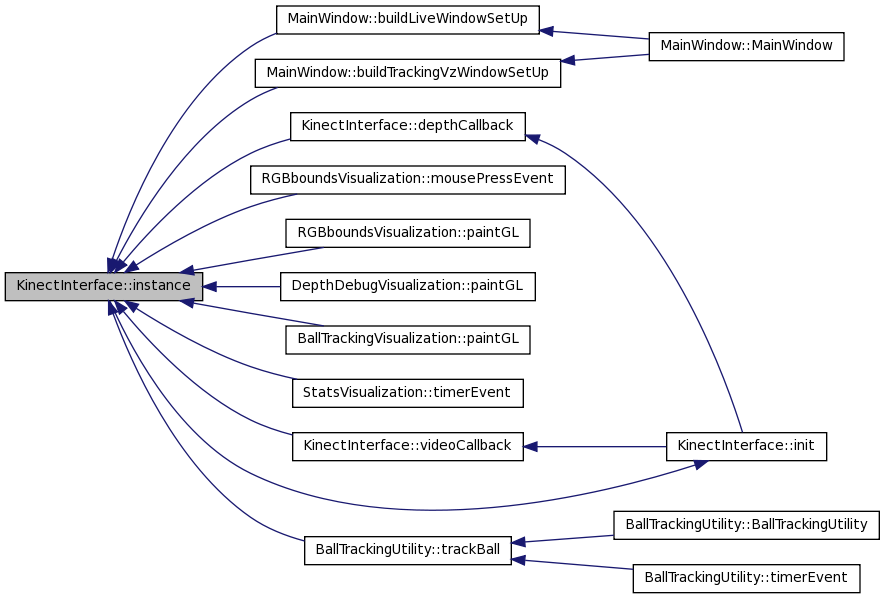 MainWindow::buildLiveWindowSetUp
MainWindow::MainWindow
MainWindow::buildTrackingVzWindowSetUp
KinectInterface::depthCallback
RGBboundsVisualization::mousePressEvent
RGBboundsVisualization::paintGL
KinectInterface::instance
DepthDebugVisualization::paintGL
BallTrackingVisualization::paintGL
StatsVisualization::timerEvent
KinectInterface::videoCallback
KinectInterface::init
BallTrackingUtility::BallTrackingUtility
BallTrackingUtility::trackBall
BallTrackingUtility::timerEvent